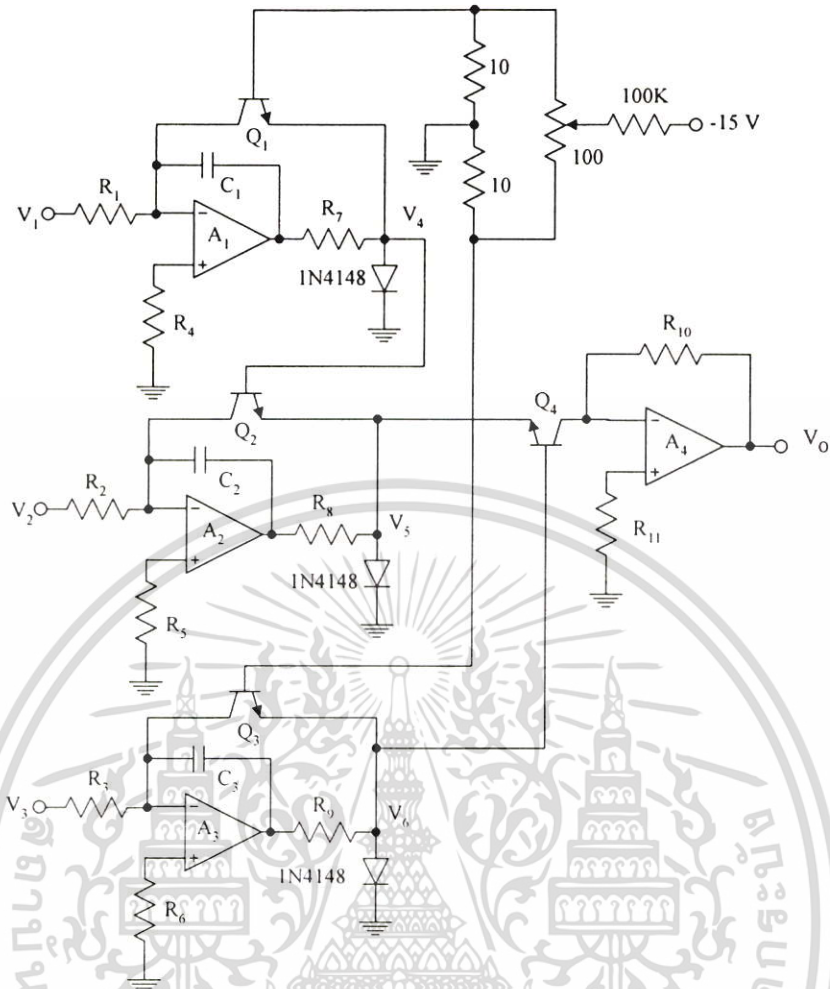 10
100K
-15 V
100
10
Q₁
C₁
R₁
V₁
A₁
R₇
V₄
1N4148
R₄
R₁₀
Q₂
Q₄
C₂
R₂
V₂
A₂
R₈
V₅
A₄
V_O
1N4148
R₁₁
R₅
Q₃
C₃
R₃
V₃
A₃
R₉
V₆
1N4148
R₆